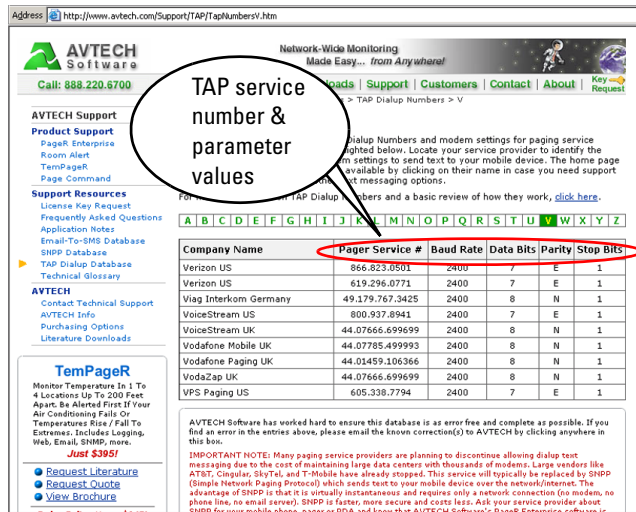 Address http://www.avtech.com/Support/TAP/TapNumbersV.htm
AVTECH
Software
Network-Wide Monitoring
Made Easy... from Anywhere!
Call: 888.220.6700
oads | Support | Customers | Contact | About | Key Request
> TAP Dialup Numbers > V
TAP service
number &
parameter
values
AVTECH Support
Product Support
PageR Enterprise
Room Alert
TemPageR
Page Command
Support Resources
License Key Request
Frequently Asked Questions
Application Notes
Email-To-SMS Database
SNPP Database
TAP Dialup Database
Technical Glossary
AVTECH
Contact Technical Support
AVTECH Info
Purchasing Options
Literature Downloads
Dialup Numbers and modem settings for paging service
ghted below. Locate your service provider to identify the
m settings to send text to your mobile device. The home page
available by clicking on their name in case you need support
xt messaging options.
TAP Dialup Numbers and a basic review of how they work, click here.
A B C D E F G H I J K L M N O P Q R S T U V W X Y Z
Company Name Pager Service # Baud Rate Data Bits Parity Stop Bits
Verizon US 866.823.0501 2400 7 E 1
Verizon US 619.296.0771 2400 7 E 1
Viag Interkom Germany 49.179.767.3425 2400 8 N 1
VoiceStream US 800.937.8941 2400 7 E 1
VoiceStream UK 44.07666.699699 2400 8 N 1
Vodafone Mobile UK 44.07785.499993 2400 8 N 1
Vodafone Paging UK 44.01459.106366 2400 8 N 1
VodaZap UK 44.07666.699699 2400 8 N 1
VPS Paging US 605.338.7794 2400 7 E 1
TemPageR
Monitor Temperature In 1 To
4 Locations Up To 200 Feet
Apart. Be Alerted First If Your
Air Conditioning Fails Or
Temperatures Rise / Fall To
Extremes. Includes Logging,
Web, Email, SNMP, more.
Just $395!
Request Literature
Request Quote
View Brochure
AVTECH Software has worked hard to ensure this database is as error free and complete as possible. If you
find an error in the entries above, please email the known correction(s) to AVTECH by clicking anywhere in
this box.
IMPORTANT NOTE: Many paging service providers are planning to discontinue allowing dialup text
messaging due to the cost of maintaining large data centers with thousands of modems. Large vendors like
AT&T, Cingular, SkyTel, and T-Mobile have already stopped. This service will typically be replaced by SNPP
(Simple Network Paging Protocol) which sends text to your mobile device over the network/internet. The
advantage of SNPP is that it is virtually instantaneous and requires only a network connection (no modem, no
phone line, no email server). SNPP is faster, more secure and costs less. Ask your service provider about
SNPP for your mobile phone, pager or PDA and know that AVTECH Software's PageR Enterprise software is